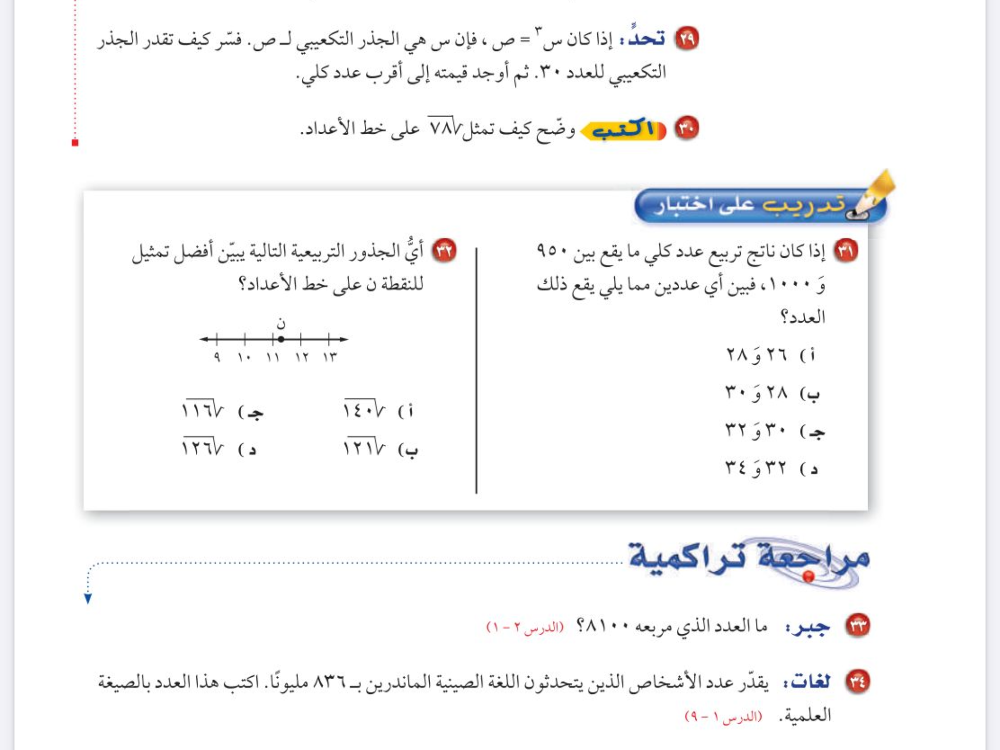 ٢٩ تحدٍّ: إذا كان س٣ = ص ، فإن س هي الجذر التكعيبي لـ ص. فسّر كيف تقدر الجذر
التكعيبي للعدد ٣٠. ثم أوجد قيمته إلى أقرب عدد كلي.
٣٠ اكتب وضّح كيف تمثل √٧٨ على خط الأعداد.
تدريب على اختبار
٣١ إذا كان ناتج تربيع عدد كلي ما يقع بين ٩٥٠
وَ ١٠٠٠، فبين أي عددين مما يلي يقع ذلك
العدد؟
أ) ٢٦ وَ ٢٨
ب) ٢٨ وَ ٣٠
جـ) ٣٠ وَ ٣٢
د) ٣٢ وَ ٣٤
٣٢ أيُّ الجذور التربيعية التالية يبيّن أفضل تمثيل
للنقطة ن على خط الأعداد؟
ن
٩ ١٠ ١١ ١٢ ١٣
أ) √١٤٠ جـ) √١١٦
ب) √١٢١ د) √١٢٦
مراجعة تراكمية
٣٣ جبر: ما العدد الذي مربعه ٨١٠٠؟ (الدرس ٢ - ١)
٣٤ لغات: يقدّر عدد الأشخاص الذين يتحدثون اللغة الصينية الماندرين بـ ٨٣٦ مليونًا. اكتب هذا العدد بالصيغة
العلمية. (الدرس ١ - ٩)